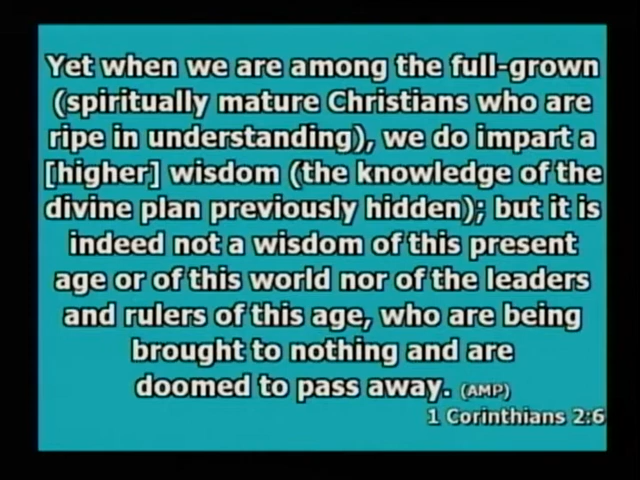 Yet when we are among the full-grown
(spiritually mature Christians who are
ripe in understanding), we do impart a
[higher] wisdom (the knowledge of the
divine plan previously hidden); but it is
indeed not a wisdom of this present
age or of this world nor of the leaders
and rulers of this age, who are being
brought to nothing and are
doomed to pass away. (AMP)
1 Corinthians 2:6